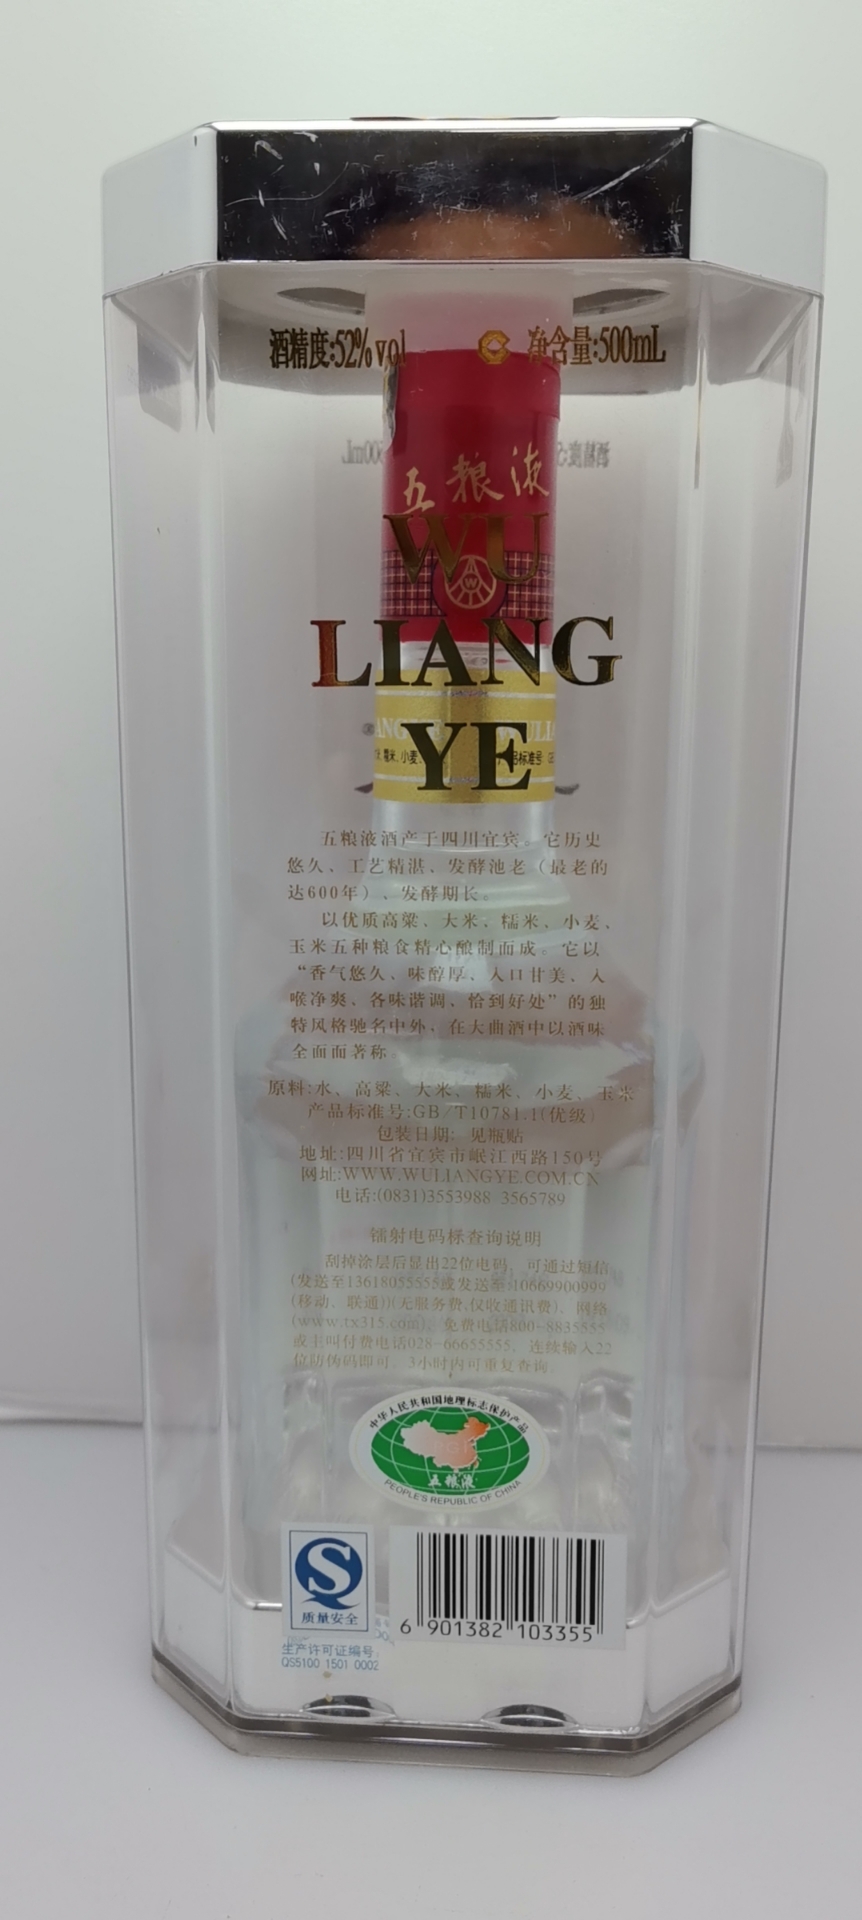 酒精度:52%vol 净含量:500mL
五粮液
WU
LIANG
YE
五粮液酒产于四川宜宾。它历史
悠久、工艺精湛、发酵池老（最老的
达600年）、发酵期长。
以优质高粱、大米、糯米、小麦、
玉米五种粮食精心酿制而成。它以
“香气悠久、味醇厚、入口甘美、入
喉净爽、各味谐调、恰到好处”的独
特风格驰名中外，在大曲酒中以酒味
全面而著称。
原料:水、高粱、大米、糯米、小麦、玉米
产品标准号:GB/T10781.1(优级)
包装日期: 见瓶贴
地址:四川省宜宾市岷江西路150号
网址:WWW.WULIANGYE.COM.CN
电话:(0831)3553988 3565789
镭射电码标查询说明
刮掉涂层后显出22位电码，可通过短信
(发送至13618055555或发送至:10669900999
(移动、联通)(无服务费,仅收通讯费)、网络
(www.tx315.com)、免费电话800-8835555
或主叫付费电话028-66655555，连续输入22
位防伪码即可，3小时内可重复查询。
中华人民共和国地理标志保护产品
PGI
五粮液
PEOPLE'S REPUBLIC OF CHINA
质量安全
生产许可证编号:
QS5100 1501 0002
6 901382 103355